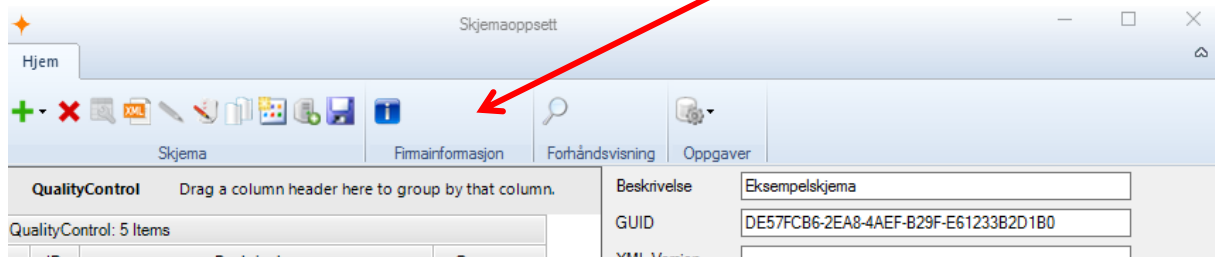 Skjemaoppsett
Hjem
XML
Skjema Firmainformasjon Forhåndsvisning Oppgaver
QualityControl Drag a column header here to group by that column.
Beskrivelse Eksempelskjema
QualityControl: 5 Items
GUID DE57FCB6-2EA8-4AEF-B29F-E61233B2D1B0